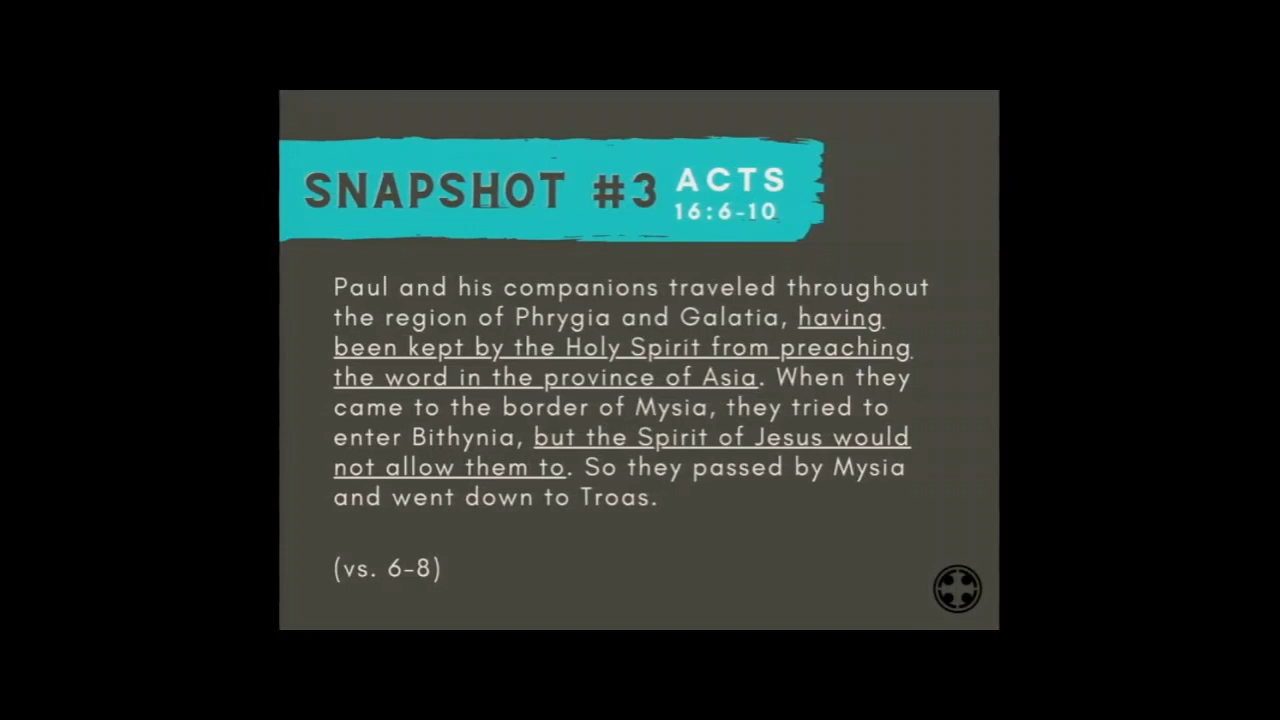 SNAPSHOT #3 ACTS
16:6-10
Paul and his companions traveled throughout
the region of Phrygia and Galatia, having
been kept by the Holy Spirit from preaching
the word in the province of Asia. When they
came to the border of Mysia, they tried to
enter Bithynia, but the Spirit of Jesus would
not allow them to. So they passed by Mysia
and went down to Troas.
(vs. 6-8)